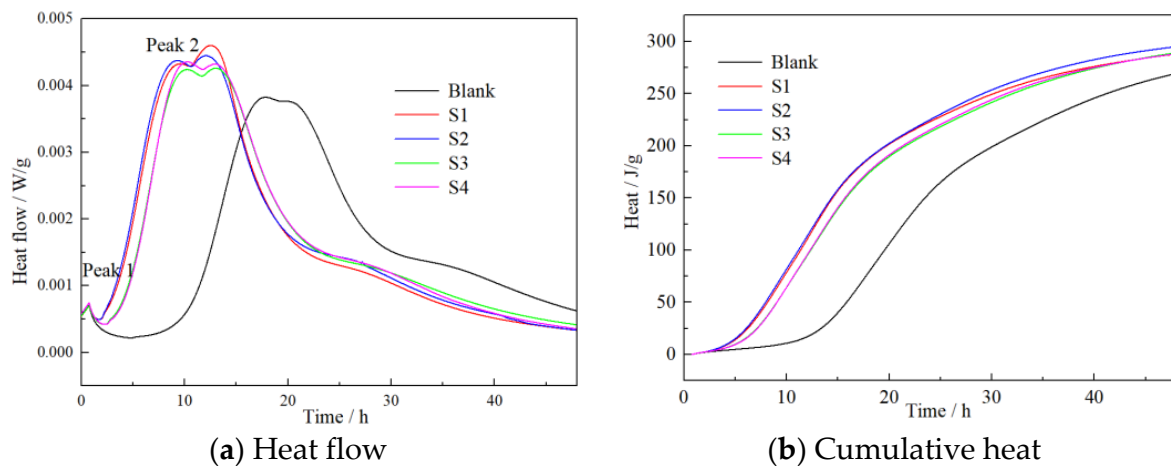 0.005
0.004
0.003
0.002
0.001
0.000
Heat flow / W/g
Peak 2
Peak 1
Blank
S1
S2
S3
S4
0 10 20 30 40
Time / h
(a) Heat flow
300
250
200
150
100
50
0
Heat / J/g
Blank
S1
S2
S3
S4
0 10 20 30 40
Time / h
(b) Cumulative heat